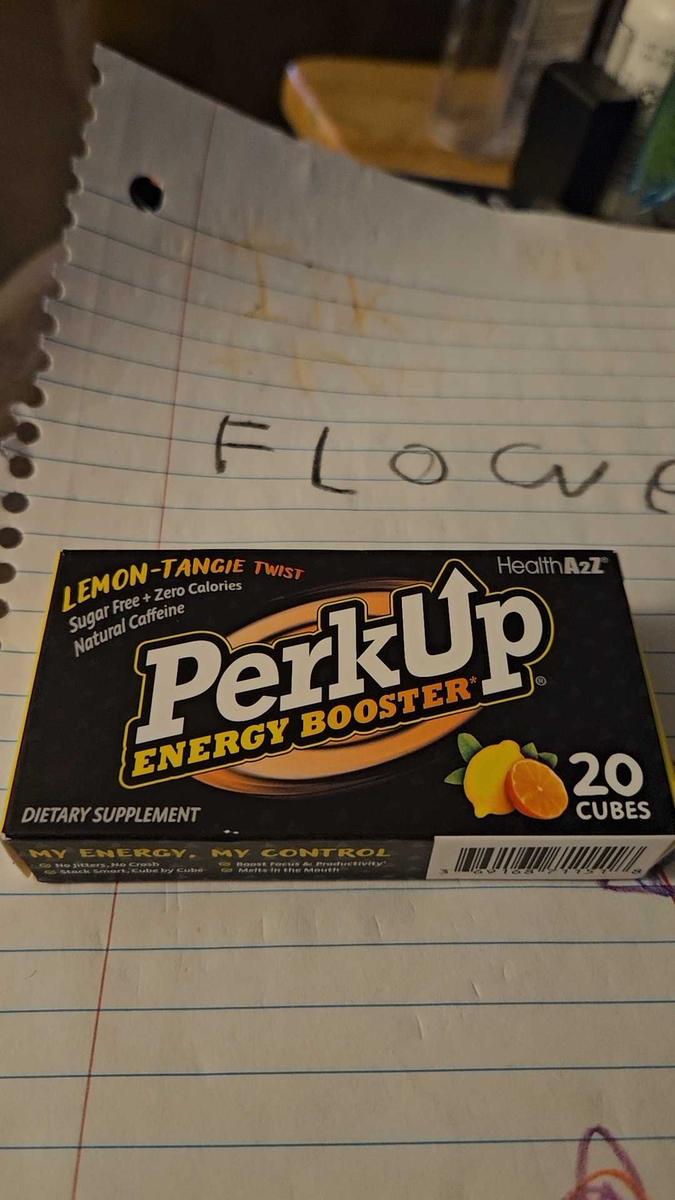 FLOWE
LEMON-TANGIE TWIST
Sugar Free + Zero Calories
Natural Caffeine
HealthA2Z®
PerkUp®
ENERGY BOOSTER*
20
CUBES
DIETARY SUPPLEMENT
MY ENERGY, MY CONTROL
No Jitters, No Crash
Boost Focus & Productivity*
Stack Smart, Cube by Cube
Melts in the Mouth